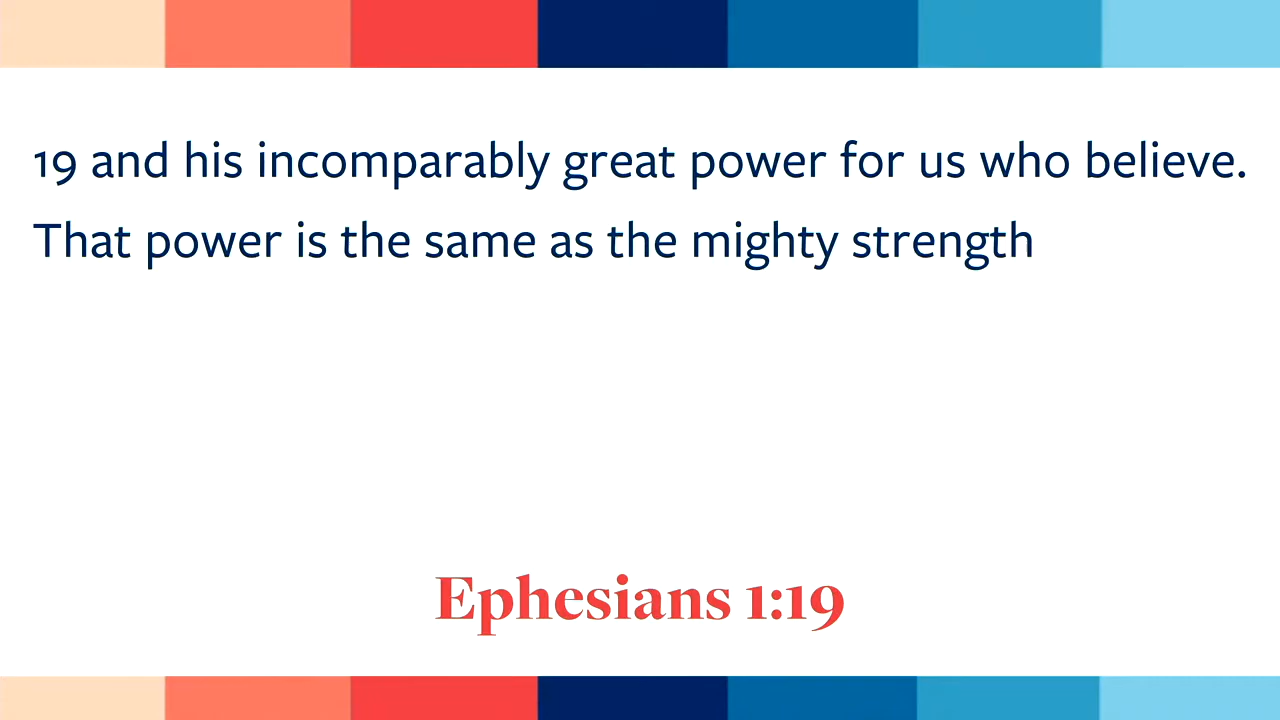 19 and his incomparably great power for us who believe.
That power is the same as the mighty strength
Ephesians 1:19